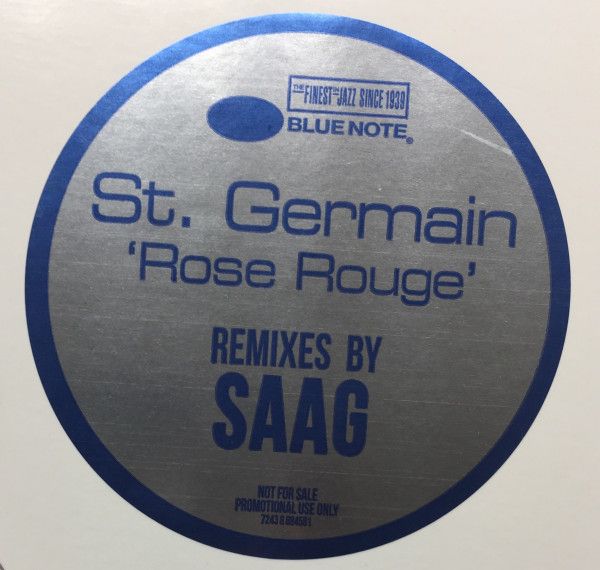 THE FINEST IN JAZZ SINCE 1939
BLUE NOTE®
St. Germain
'Rose Rouge'
REMIXES BY
SAAG
NOT FOR SALE
PROMOTIONAL USE ONLY